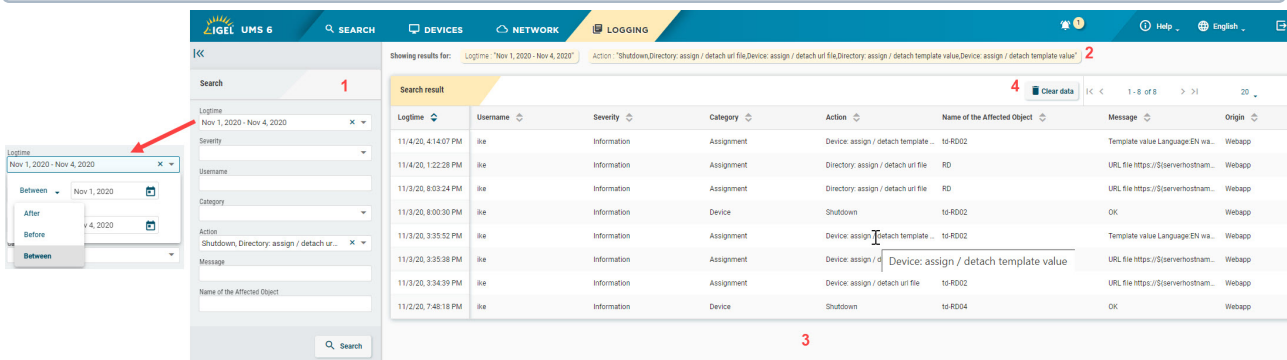 IGEL UMS 6
SEARCH
DEVICES
NETWORK
LOGGING
1
Help
English
Showing results for:
Logtime : "Nov 1, 2020 - Nov 4, 2020"
Action : "Shutdown,Directory: assign / detach url file,Device: assign / detach url file,Directory: assign / detach template value,Device: assign / detach template value"
2
Search
1
Logtime
Nov 1, 2020 - Nov 4, 2020
Severity
Username
Category
Action
Shutdown, Directory: assign / detach ur...
Message
Name of the Affected Object
Search
Logtime
Nov 1, 2020 - Nov 4, 2020
Between
Nov 1, 2020
After
4, 2020
Before
Between
Search result
4
Clear data
1 - 8 of 8
20
Logtime Username Severity Category Action Name of the Affected Object Message Origin
11/4/20, 4:14:07 PM ike Information Assignment Device: assign / detach template ... td-RD02 Template value Language:EN wa... Webapp
11/4/20, 1:22:28 PM ike Information Assignment Directory: assign / detach url file RD URL file https://$(serverhostnam... Webapp
11/3/20, 8:03:24 PM ike Information Assignment Directory: assign / detach url file RD URL file https://$(serverhostnam... Webapp
11/3/20, 8:00:30 PM ike Information Device Shutdown td-RD02 OK Webapp
11/3/20, 3:35:52 PM ike Information Assignment Device: assign / detach template ... td-RD02 Template value Language:EN wa... Webapp
11/3/20, 3:35:38 PM ike Information Assignment Device: assign / d URL file https://$(serverhostnam... Webapp
Device: assign / detach template value
11/3/20, 3:34:39 PM ike Information Assignment Device: assign / detach url file td-RD02 URL file https://$(serverhostnam... Webapp
11/2/20, 7:48:18 PM ike Information Device Shutdown td-RD04 OK Webapp
3